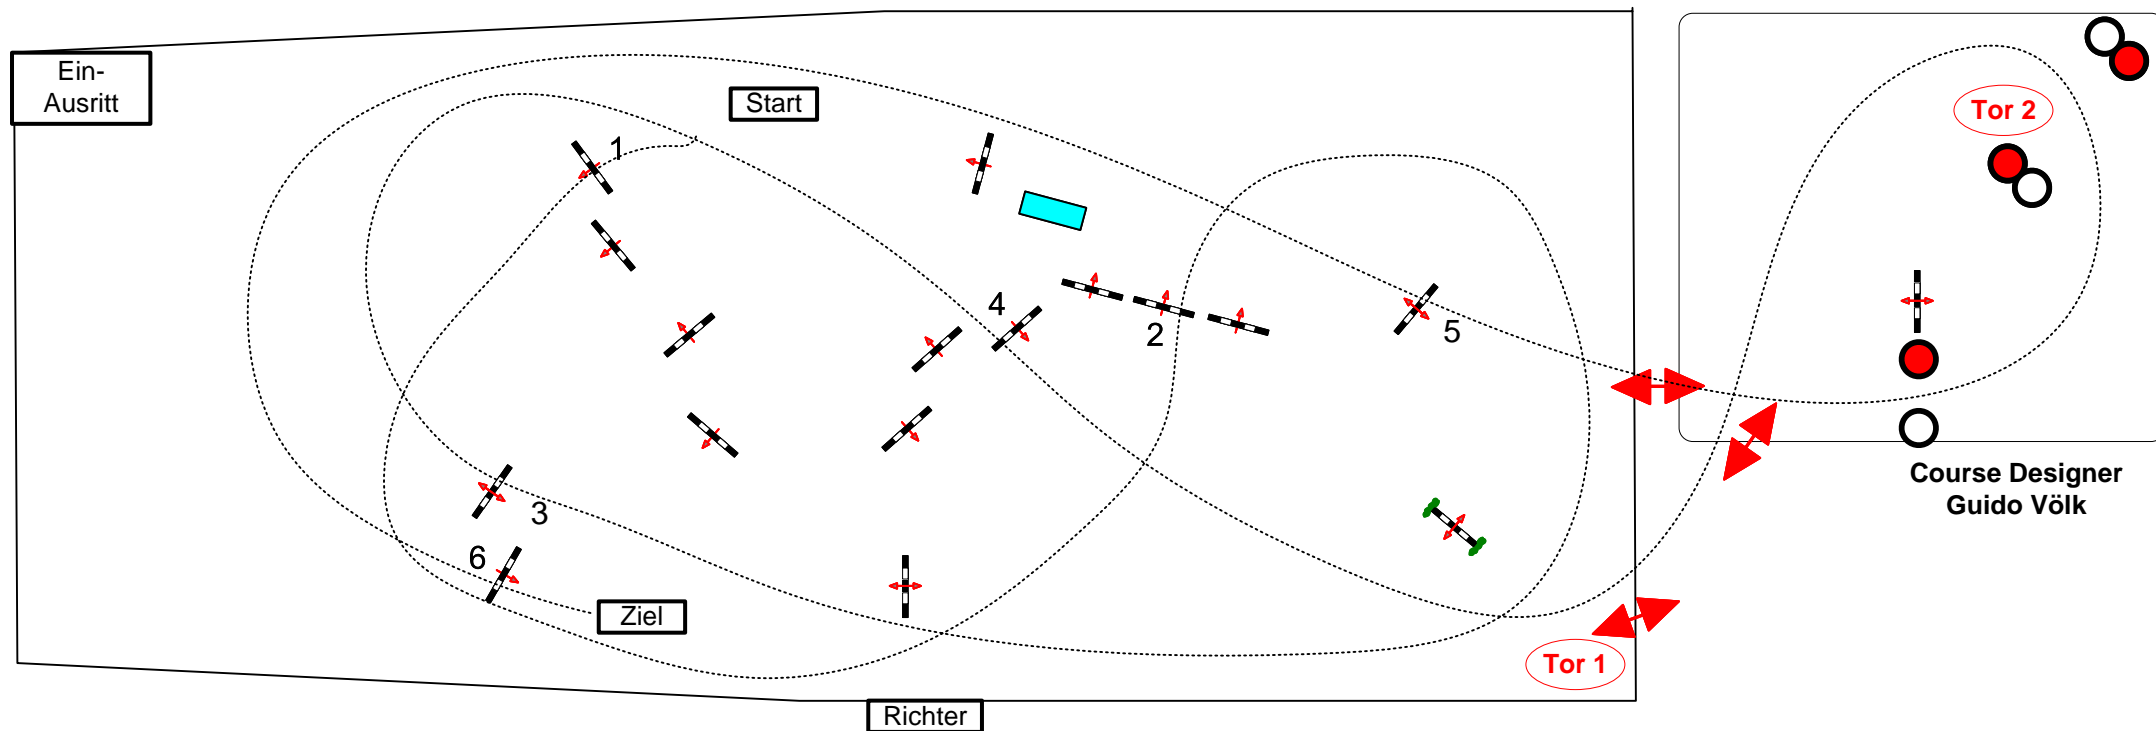 Ein-
Ausritt
Start
Tor 2
1
4
2
5
3
6
Course Designer
Guido Völk
Ziel
Tor 1
Richter